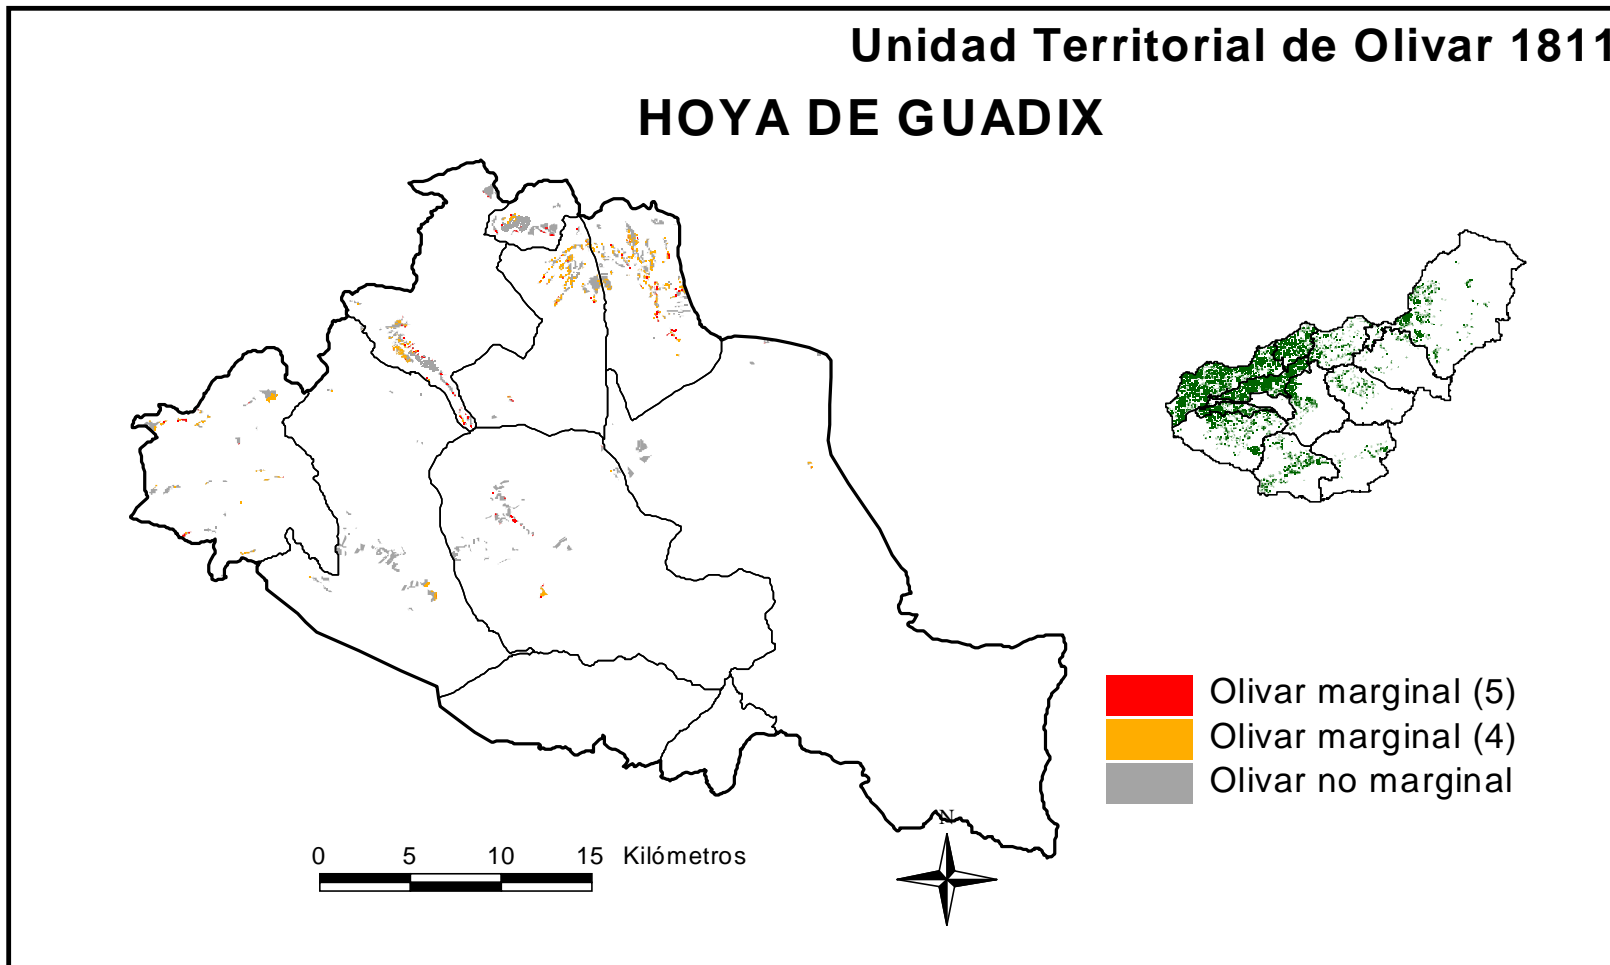 Unidad Territorial de Olivar 1811
HOYA DE GUADIX
Olivar marginal (5)
Olivar marginal (4)
Olivar no marginal
N
0 5 10 15 Kilómetros